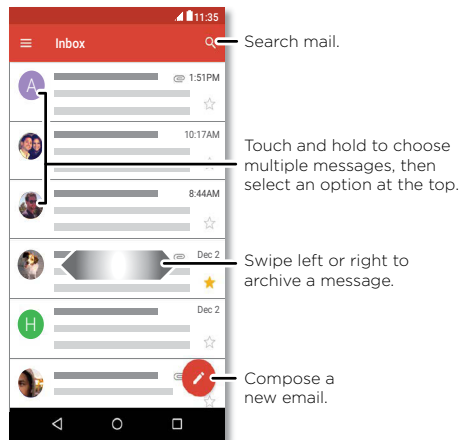 11:35
Inbox
Search mail.
A
1:51PM
10:17AM
Touch and hold to choose
multiple messages, then
select an option at the top.
8:44AM
Dec 2
Swipe left or right to
archive a message.
Dec 2
H
Compose a
new email.